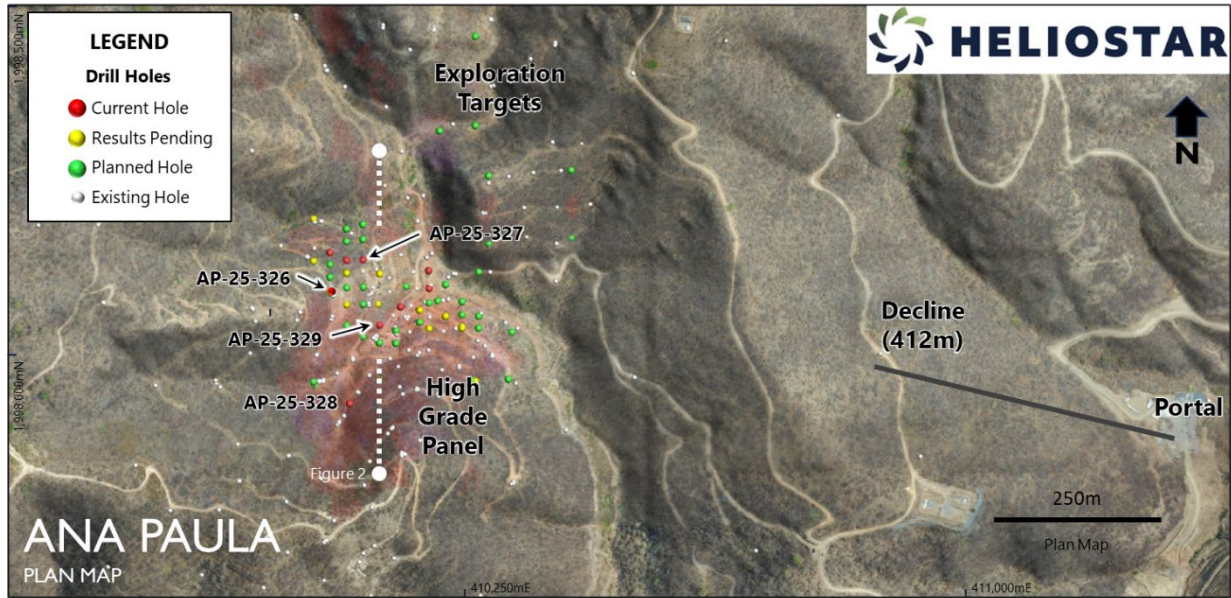 LEGEND
Drill Holes
Current Hole
Results Pending
Planned Hole
Existing Hole
HELIOSTAR
N
Exploration
Targets
AP-25-327
AP-25-326
AP-25-329
AP-25-328
High
Grade
Panel
Figure 2
Decline
(412m)
Portal
250m
Plan Map
ANA PAULA
PLAN MAP
1,998,500mN
1,998,000mN
410,250mE
411,000mE